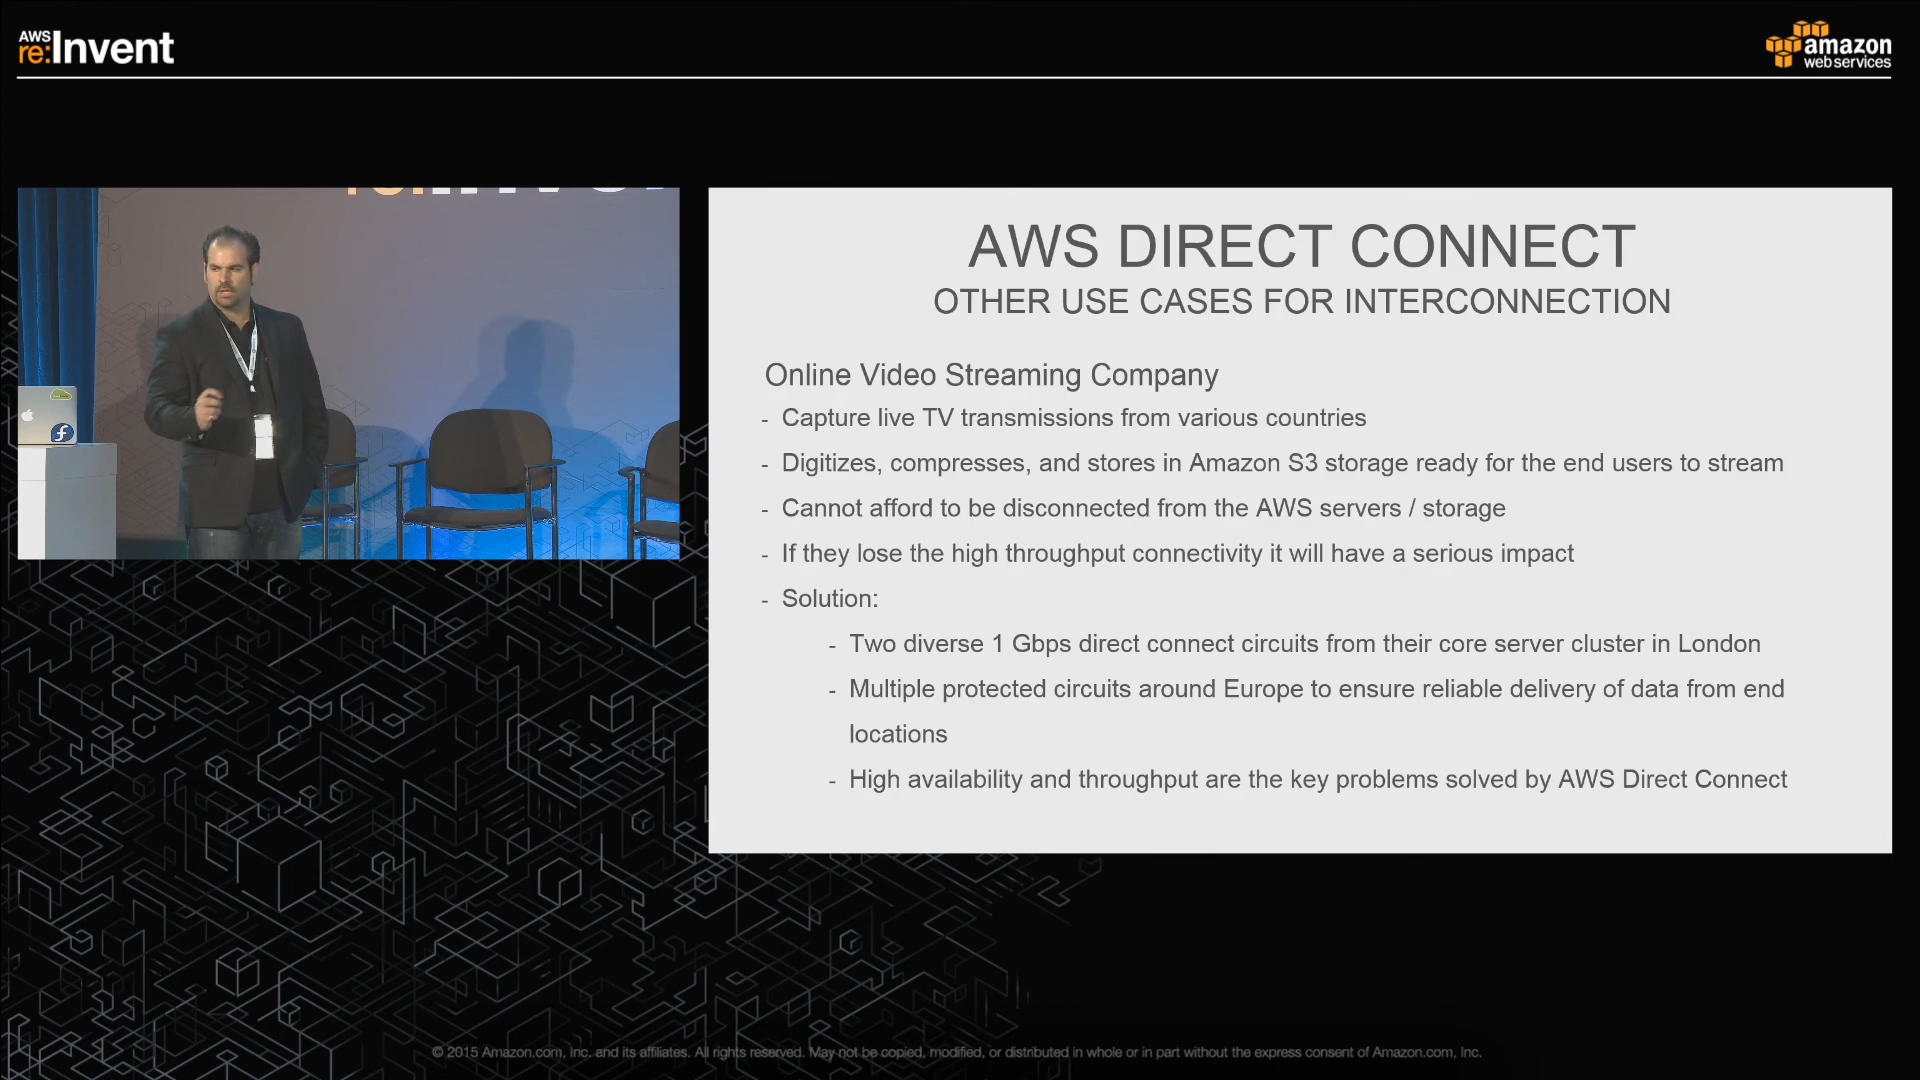 AWS
re:Invent
amazon
web services
AWS DIRECT CONNECT
OTHER USE CASES FOR INTERCONNECTION
Online Video Streaming Company
- Capture live TV transmissions from various countries
- Digitizes, compresses, and stores in Amazon S3 storage ready for the end users to stream
- Cannot afford to be disconnected from the AWS servers / storage
- If they lose the high throughput connectivity it will have a serious impact
- Solution:
- Two diverse 1 Gbps direct connect circuits from their core server cluster in London
- Multiple protected circuits around Europe to ensure reliable delivery of data from end
locations
- High availability and throughput are the key problems solved by AWS Direct Connect
© 2015 Amazon.com, Inc. and its affiliates. All rights reserved. May not be copied, modified, or distributed in whole or in part without the express consent of Amazon.com, Inc.